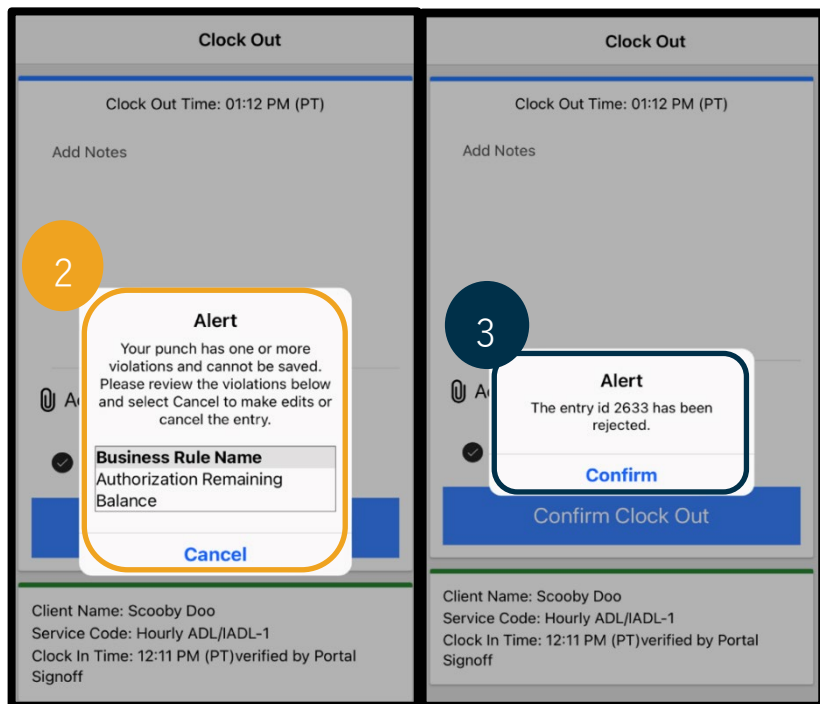 Clock Out
Clock Out Time: 01:12 PM (PT)
Add Notes
2
Alert
Your punch has one or more
violations and cannot be saved.
Please review the violations below
and select Cancel to make edits or
cancel the entry.
Business Rule Name
Authorization Remaining
Balance
Cancel
Client Name: Scooby Doo
Service Code: Hourly ADL/IADL-1
Clock In Time: 12:11 PM (PT)verified by Portal
Signoff
Clock Out
Clock Out Time: 01:12 PM (PT)
Add Notes
3
Alert
The entry id 2633 has been
rejected.
Confirm
Confirm Clock Out
Client Name: Scooby Doo
Service Code: Hourly ADL/IADL-1
Clock In Time: 12:11 PM (PT)verified by Portal
Signoff